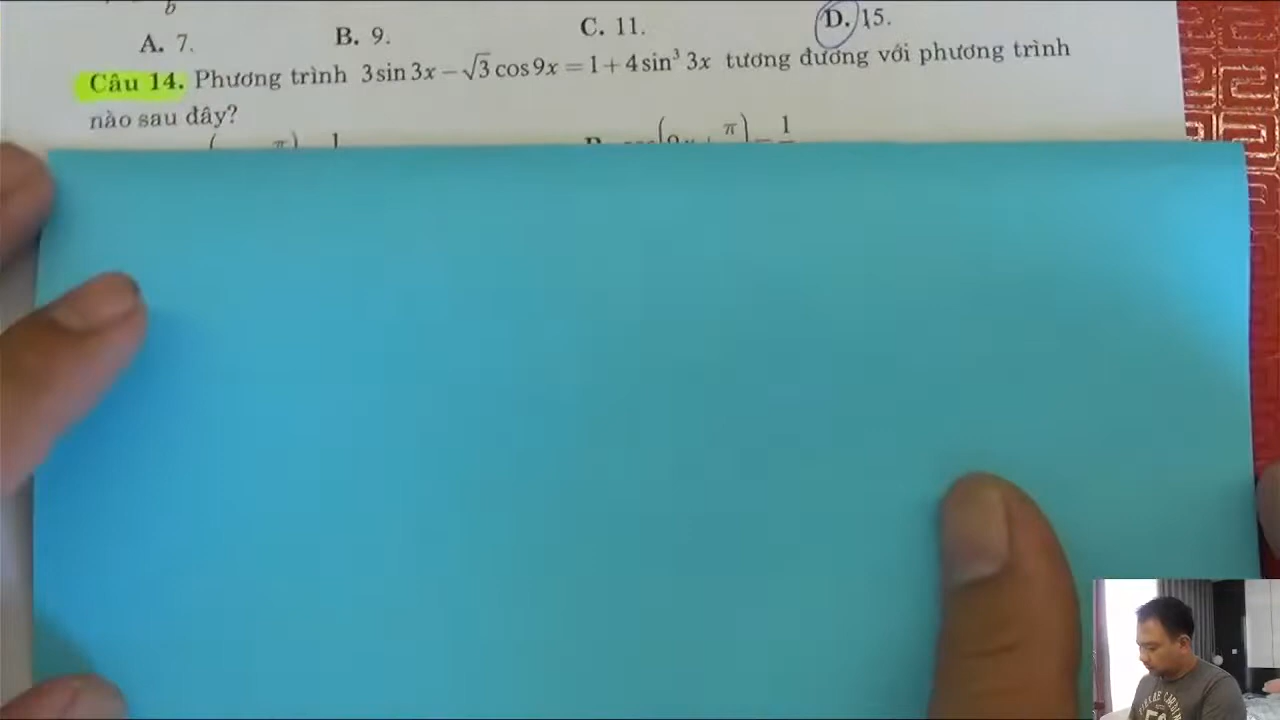 b
A. 7. B. 9. C. 11. D. 15.
Câu 14. Phương trình 3sin3x − √3cos9x = 1 + 4sin³3x tương đương với phương trình
nào sau đây?